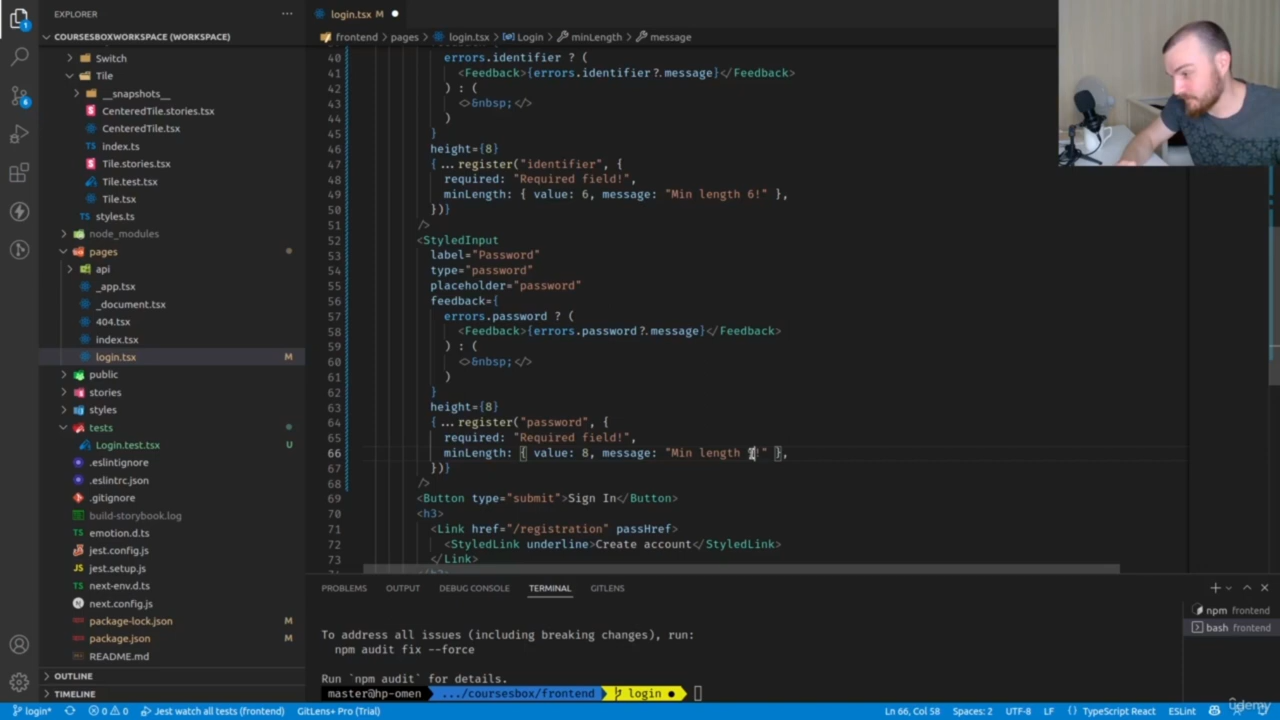 EXPLORER
COURSESBOXWORKSPACE (WORKSPACE)
Switch
Tile
__snapshots__
CenteredTile.stories.tsx
CenteredTile.tsx
index.ts
Tile.stories.tsx
Tile.test.tsx
Tile.tsx
styles.ts
node_modules
pages
api
_app.tsx
_document.tsx
404.tsx
index.tsx
login.tsx M
public
stories
styles
tests
Login.test.tsx U
.eslintignore
.eslintrc.json
.gitignore
build-storybook.log
emotion.d.ts
jest.config.js
jest.setup.js
next-env.d.ts
next.config.js
package-lock.json M
package.json M
README.md
OUTLINE
TIMELINE
login.tsx M
frontend > pages > login.tsx > Login > minLength > message
40 errors.identifier ? (
41 <Feedback>{errors.identifier?.message}</Feedback>
42 ) : (
43 <>&nbsp;</>
44 )
45 }
46 height={8}
47 {...register("identifier", {
48 required: "Required field!",
49 minLength: { value: 6, message: "Min length 6!" },
50 })}
51 />
52 <StyledInput
53 label="Password"
54 type="password"
55 placeholder="password"
56 feedback={
57 errors.password ? (
58 <Feedback>{errors.password?.message}</Feedback>
59 ) : (
60 <>&nbsp;</>
61 )
62 }
63 height={8}
64 {...register("password", {
65 required: "Required field!",
66 minLength: { value: 8, message: "Min length !" },
67 })}
68 />
69 <Button type="submit">Sign In</Button>
70 <h3>
71 <Link href="/registration" passHref>
72 <StyledLink underline>Create account</StyledLink>
73 </Link>
PROBLEMS OUTPUT DEBUG CONSOLE TERMINAL GITLENS
To address all issues (including breaking changes), run:
npm audit fix --force
Run `npm audit` for details.
master@hp-omen .../coursesbox/frontend login
npm frontend
bash frontend
login* 0 0 Jest watch all tests (frontend) GitLens+ Pro (Trial) Ln 66, Col 58 Spaces: 2 UTF-8 LF {} TypeScript React ESLint
udemy